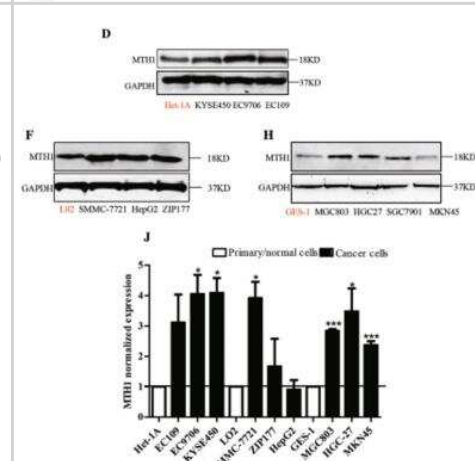 D
MTH1
18KD
GAPDH
37KD
Het-1A KYSE450 EC9706 EC109
F
MTH1
18KD
GAPDH
37KD
L02 SMMC-7721 HepG2 ZIP177
H
MTH1
18KD
GAPDH
37KD
GES-1 MGC803 HGC27 SGC7901 MKN45
J
Primary/normal cells Cancer cells
MTH1 normalized expression
5
4
3
2
1
0
* * * *** * ***
Het-1A
EC109
EC9706
KYSE450
LO2
MMC-7721
ZIP177
HepG2
GES-1
MGC803
HGC-27
MKN45